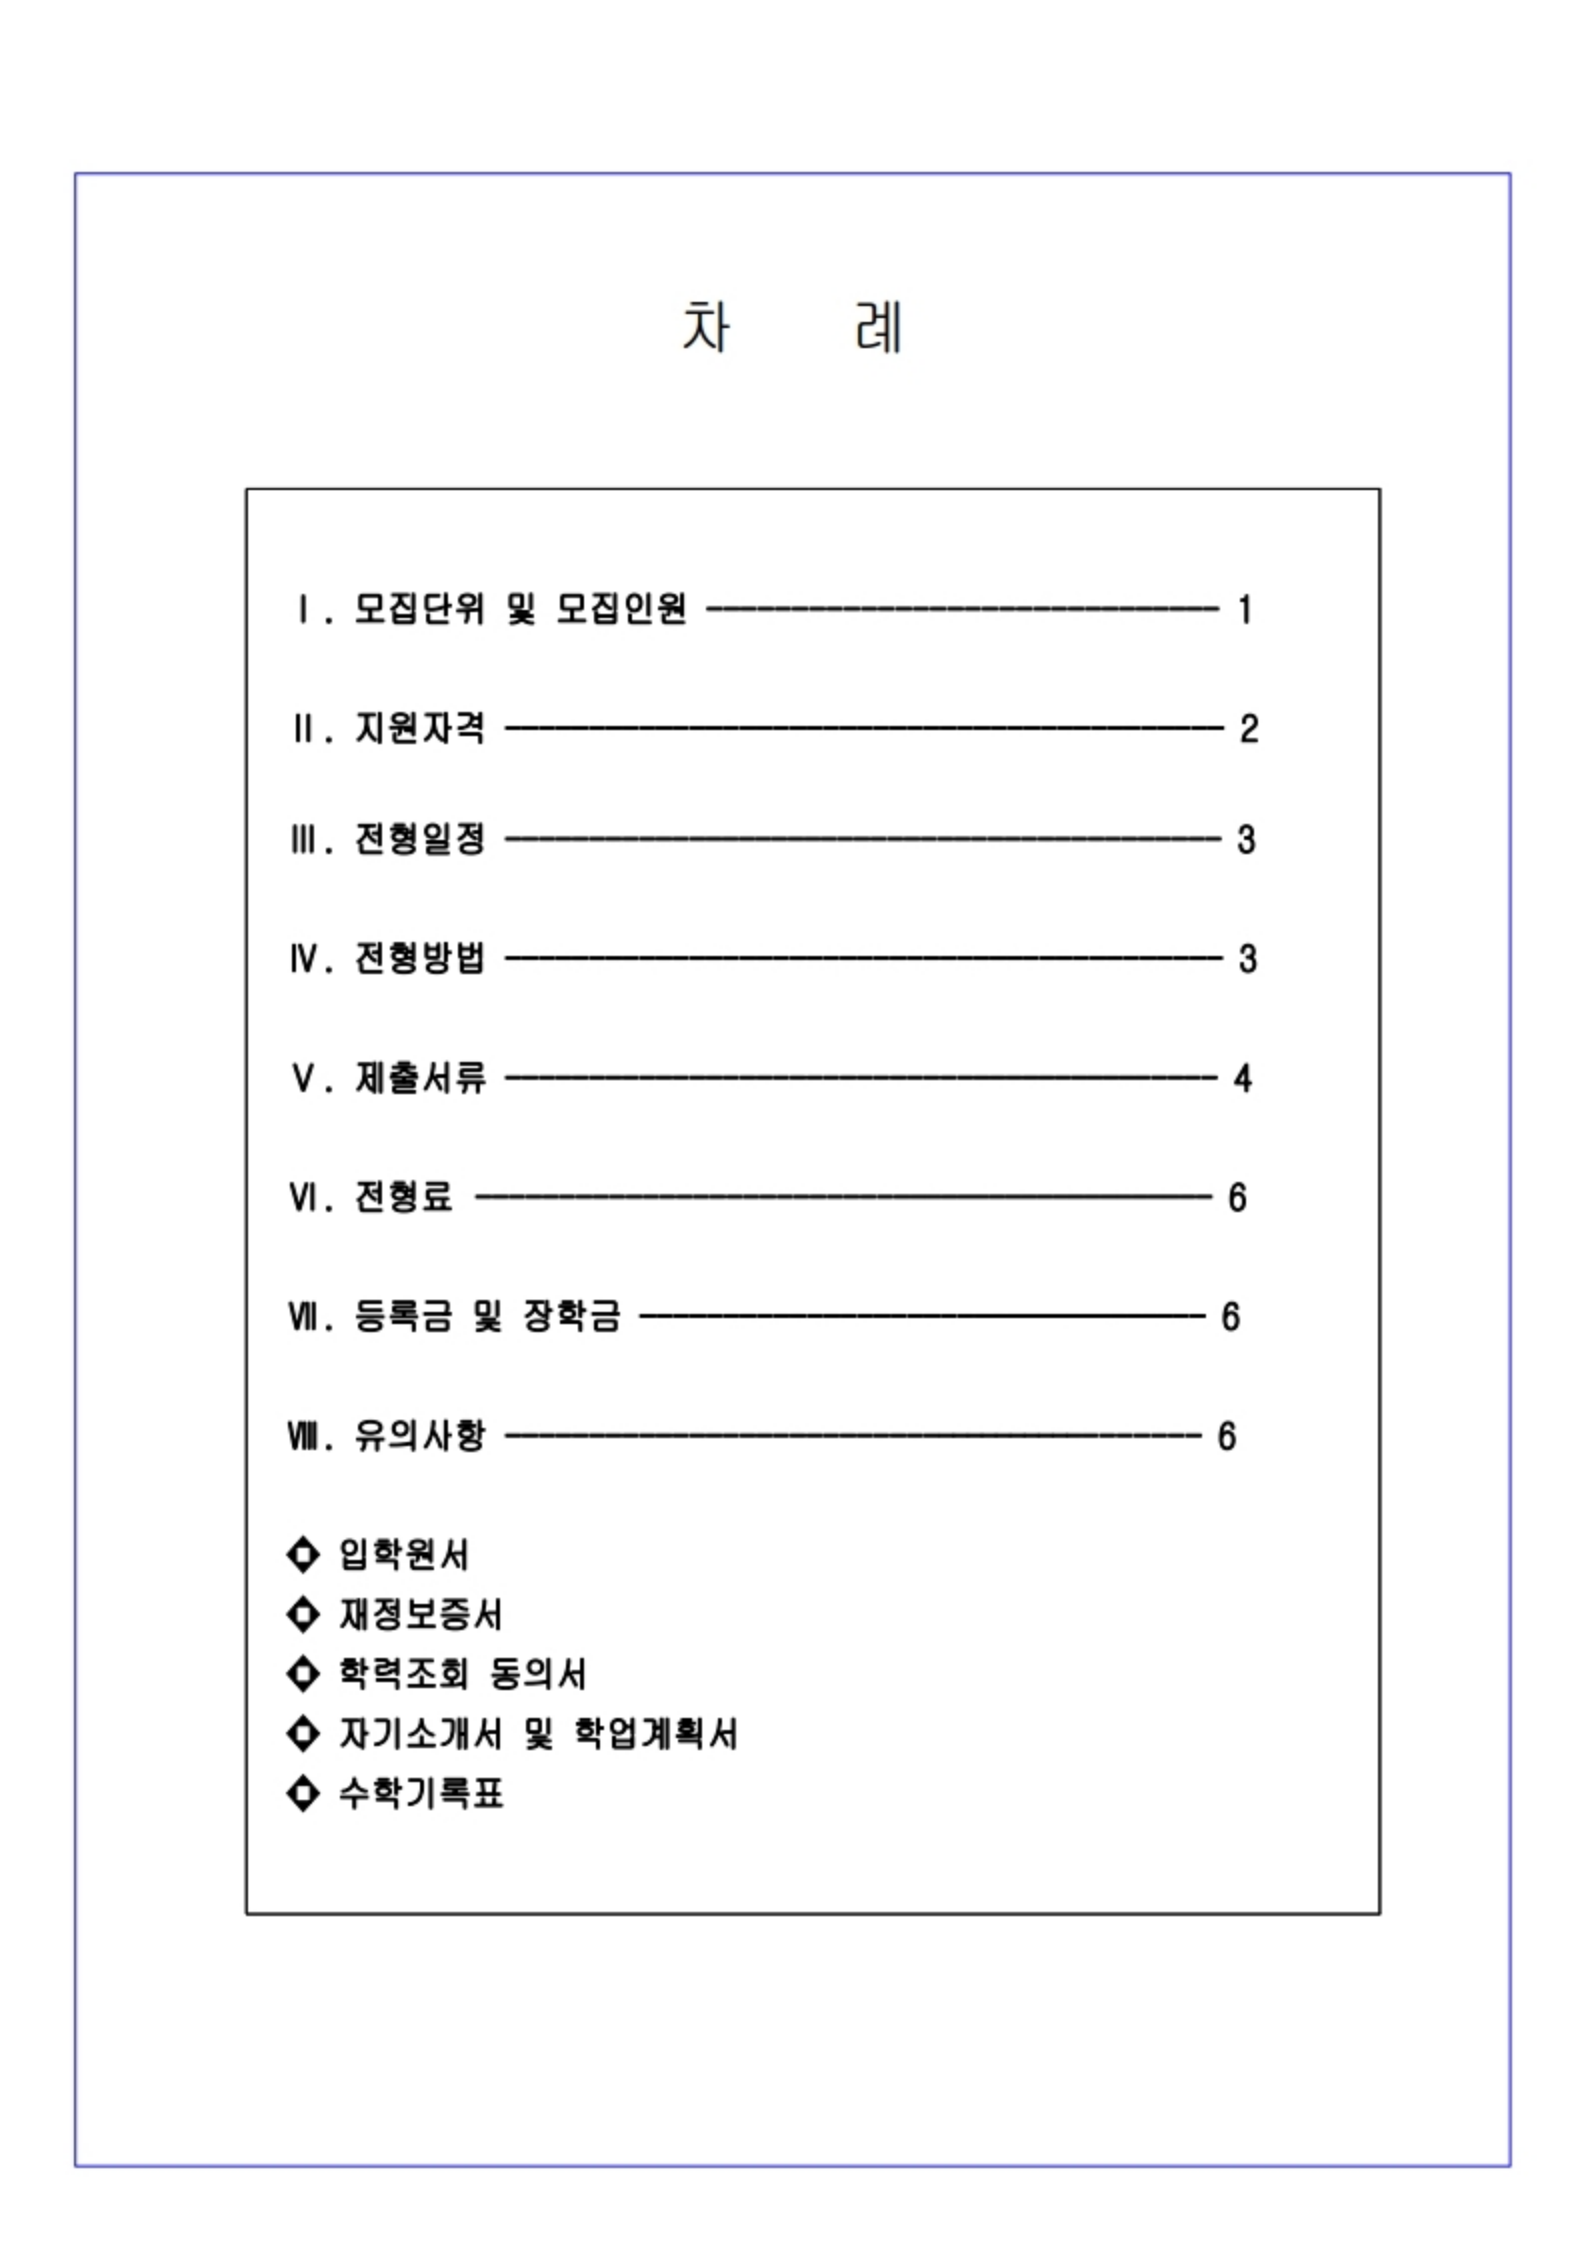 차 례
Ⅰ. 모집단위 및 모집인원 ------------------------------- 1
Ⅱ. 지원자격 ------------------------------------------- 2
Ⅲ. 전형일정 ------------------------------------------- 3
Ⅳ. 전형방법 ------------------------------------------- 3
Ⅴ. 제출서류 ------------------------------------------- 4
Ⅵ. 전형료 -------------------------------------------- 6
Ⅶ. 등록금 및 장학금 ---------------------------------- 6
Ⅷ. 유의사항 ------------------------------------------ 6
◈ 입학원서
◈ 재정보증서
◈ 학력조회 동의서
◈ 자기소개서 및 학업계획서
◈ 수학기록표